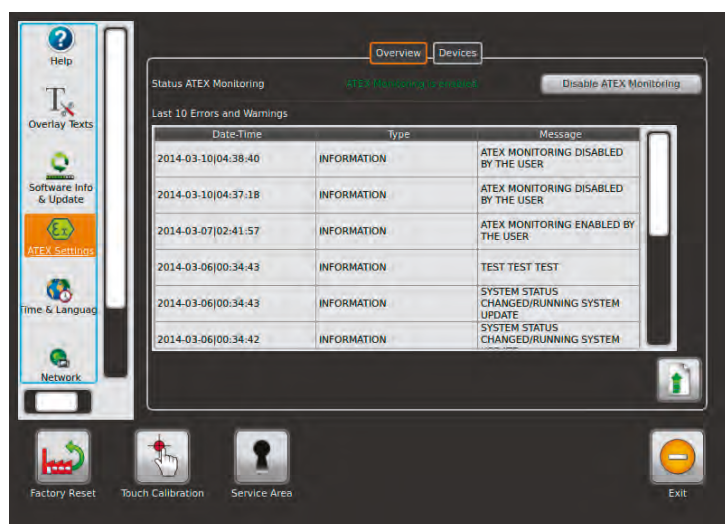 Help
Overlay Texts
Software Info
& Update
ATEX Settings
Time & Languag
Network
Overview
Devices
Status ATEX Monitoring
ATEX Monitoring is enabled
Disable ATEX Monitoring
Last 10 Errors and Warnings
Date-Time Type Message
2014-03-10|04:38:40 INFORMATION ATEX MONITORING DISABLED
BY THE USER
2014-03-10|04:37:18 INFORMATION ATEX MONITORING DISABLED
BY THE USER
2014-03-07|02:41:57 INFORMATION ATEX MONITORING ENABLED BY
THE USER
2014-03-06|00:34:43 INFORMATION TEST TEST TEST
2014-03-06|00:34:43 INFORMATION SYSTEM STATUS
CHANGED/RUNNING SYSTEM
UPDATE
2014-03-06|00:34:42 INFORMATION SYSTEM STATUS
CHANGED/RUNNING SYSTEM
Factory Reset
Touch Calibration
Service Area
Exit